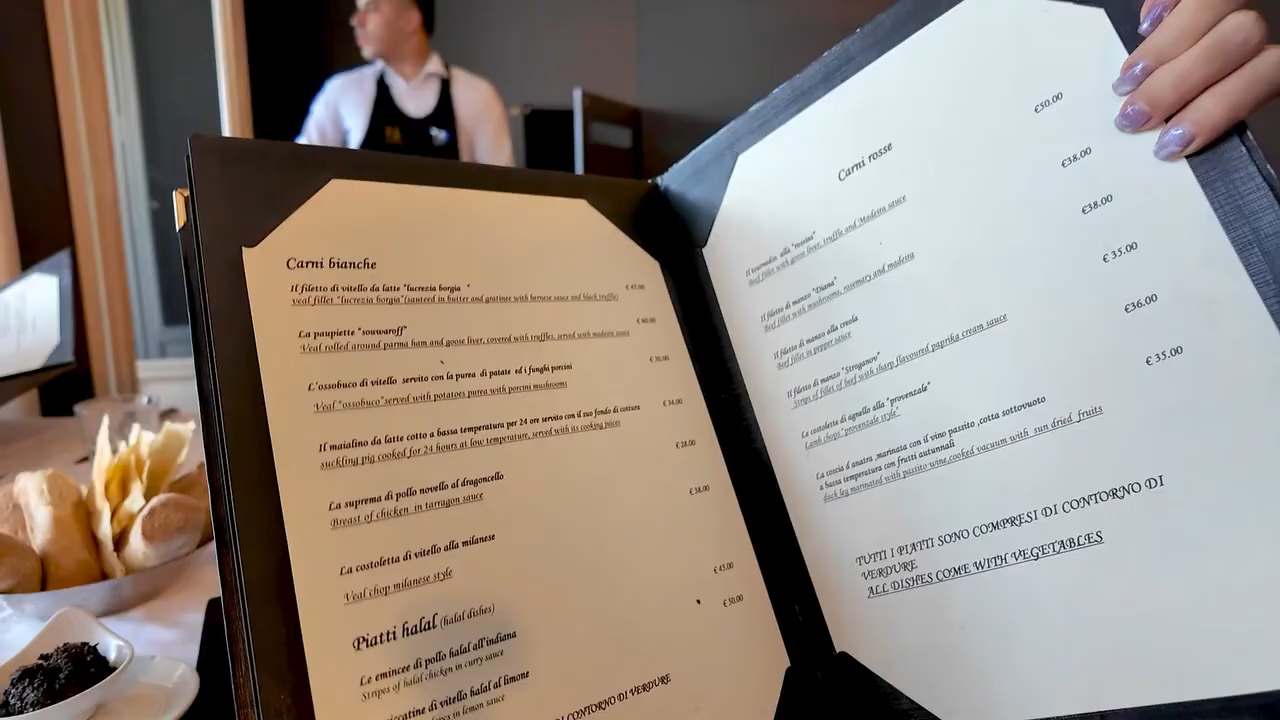 Carni bianche
Il filetto di vitello da latte "lucrezia borgia "
€ 45.00
veal fillet "lucrezia borgia"(sauteed in butter and gratinee with bernese sauce and black truffle)
La paupiette "souwaroff"
€ 60.00
Veal rolled around parma ham and goose liver, covered with truffles, served with madeira sauce
L'ossobuco di vitello servito con la purea di patate ed i funghi porcini
Veal "ossobuco"served with potatoes purea with porcini mushrooms
Il maialino da latte cotto a bassa temperatura per 24 ore servito con il suo fondo di cottura
€ 34.00
suckling pig cooked for 24 hours at low temperature, served with its cooking juices
La suprema di pollo novello al dragoncello
€ 28.00
Breast of chicken in tarragon sauce
La costoletta di vitello alla milanese
€ 38.00
Veal chop milanese style
Piatti halal (halal dishes)
Le emincee di pollo halal all'indiana
€ 45.00
Stripes of halal chicken in curry sauce
iccatine di vitello halal al limone
€ 50.00
lopes in lemon sauce
DI CONTORNO DI VERDURE
Carni rosse
Il tournedos alla "rossini"
€50.00
Beef fillet with goose liver, truffle and Madeira sauce
Il filetto di manzo "Diana"
€38.00
Beef fillet with mushrooms, rosemary and madeira
Il filetto di manzo alla creola
€38.00
Beef fillet in pepper sauce
Il filetto di manzo "Stroganov"
€ 35.00
Strips of fillet of beef with sharp flavoured paprika cream sauce
Le costolette di agnello alla "provenzale"
€36.00
Lamb chops "provenzale style"
La coscia d anatra ,marinata con il vino passito ,cotta sottovuoto
a bassa temperatura con frutti autunnali
€ 35.00
duck leg marinated with passito wine,cooked vacuum with sun dried fruits
TUTTI I PIATTI SONO COMPRESI DI CONTORNO DI
VERDURE
ALL DISHES COME WITH VEGETABLES